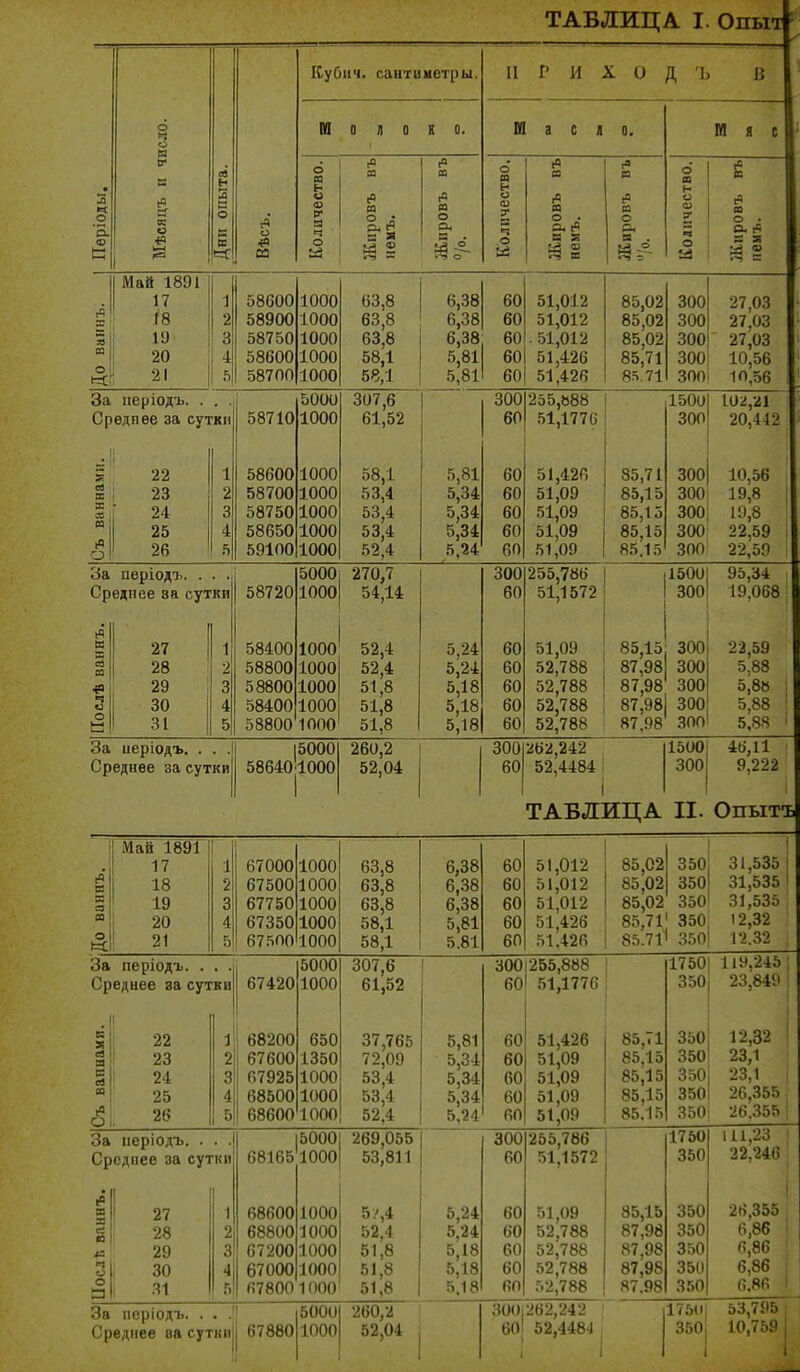 ТАБЛИЦА I. Опыт
Кубич. сантиметры. ПРИХОДЪ В
Молоко. Масло. Мяс
Періоды. Мѣсяцъ и число. Дни опыта. Вѣсъ. Количество. Жировъ въ немъ. Жировъ въ о/о. Количество. Жировъ въ немъ. Жировъ въ о/о. Количество. Жировъ въ немъ.
До ваннъ.
Май 1891
17 1 58600 1000 63,8 6,38 60 51,012 85,02 300 27,03
18 2 58900 1000 63,8 6,38 60 51,012 85,02 300 27,03
19 3 58750 1000 63,8 6,38 60 51,012 85,02 300 27,03
20 4 58600 1000 58,1 5,81 60 51,426 85,71 300 10,56
21 5 58700 1000 58,1 5,81 60 51,426 85.71 300 10,56
За періодъ. . . . 5000 307,6 300 255,888 1500 102,21
Среднее за сутки 58710 1000 61,52 60 51,1776 300 20,442
Съ ваннами.
22 1 58600 1000 58,1 5,81 60 51,426 85,71 300 10.56
23 2 58700 1000 53,4 5,34 60 51,09 85,15 300 19,8
24 3 58750 1000 53,4 5,34 60 51,09 85,15 300 19,8
25 4 58650 1000 53,4 5,34 60 51,09 85,15 300 22,59
26 5 59100 1000 52,4 5,24 60 51,09 85.15 300 22,59
За періодъ. . . . 5000 270,7 300 255,786 1500 95,34
Среднее за сутки 58720 1000 54,14 60 51,1572 300 19,068
Послѣ ваннъ.
27 1 58400 1000 52,4 5,24 60 51,09 85,15 300 22,59
28 2 58800 1000 52,4 5,24 60 52,788 87,98 300 5,88
29 3 58800 1000 51,8 5,18 60 52,788 87,98 300 5,88
30 4 58400 1000 51,8 5,18 60 52,788 87,98 300 5,88
31 5 58800 1000 51,8 5,18 60 52,788 87.98 300 5,88
За періодъ. . . . 5000 260,2 300 262,242 1500 46,11
Среднее за сутки 58640 1000 52,04 60 52,4484 300 9,222
ТАБЛИЦА II. Опытъ
До ваннъ.
Май 1891
17 1 67000 1000 63,8 6,38 60 51,012 85,02 350 31,535
18 2 67500 1000 63,8 6,38 60 51,012 85,02 350 31,535
19 3 67750 1000 63,8 6,38 60 51,012 85,02 350 31,535
20 4 67350 1000 58,1 5,81 60 51,426 85,71 350 12,32
21 5 67500 1000 58,1 5.81 60 51.426 85.71 350 12.32
За періодъ. . . . 5000 307,6 300 255,888 1750 119,245
Среднее за сутки 67420 1000 61,52 60 51,1776 350 23,849
Съ ваннами.
22 1 68200 650 37,765 5,81 60 51,426 85,71 350 12,32
23 2 67600 1350 72,09 5,34 60 51,09 85,15 350 23,1
24 3 67925 1000 53,4 5,34 60 51,09 85,15 350 23,1
25 4 68500 1000 53,4 5,34 60 51,09 85,15 350 26,355
26 5 68600 1000 52,4 5.24 60 51,09 85.15 350 26,355
За періодъ. . . . 5000 269,055 300 255,786 1750 111,23
Среднее за сутки 68165 1000 53,811 60 51,1572 350 22,246
Послѣ ваннъ.
27 1 68600 1000 52,4 5,24 60 51,09 85,15 350 26,355
28 2 68800 1000 52,4 5,24 60 52,788 87,98 350 6,86
29 3 67200 1000 51,8 5,18 60 52,788 87,98 350 6,86
30 4 67000 1000 51,8 5,18 60 52,788 87,98 350 6,86
31 5 67800 1000 51,8 5,18 60 52,788 87.98 350 6.86
За періодъ. . . . 5000 260,2 300 262,242 1750 53,795
Среднее за сутки 67880 1000 52,04 60 52,4484 350 10,759